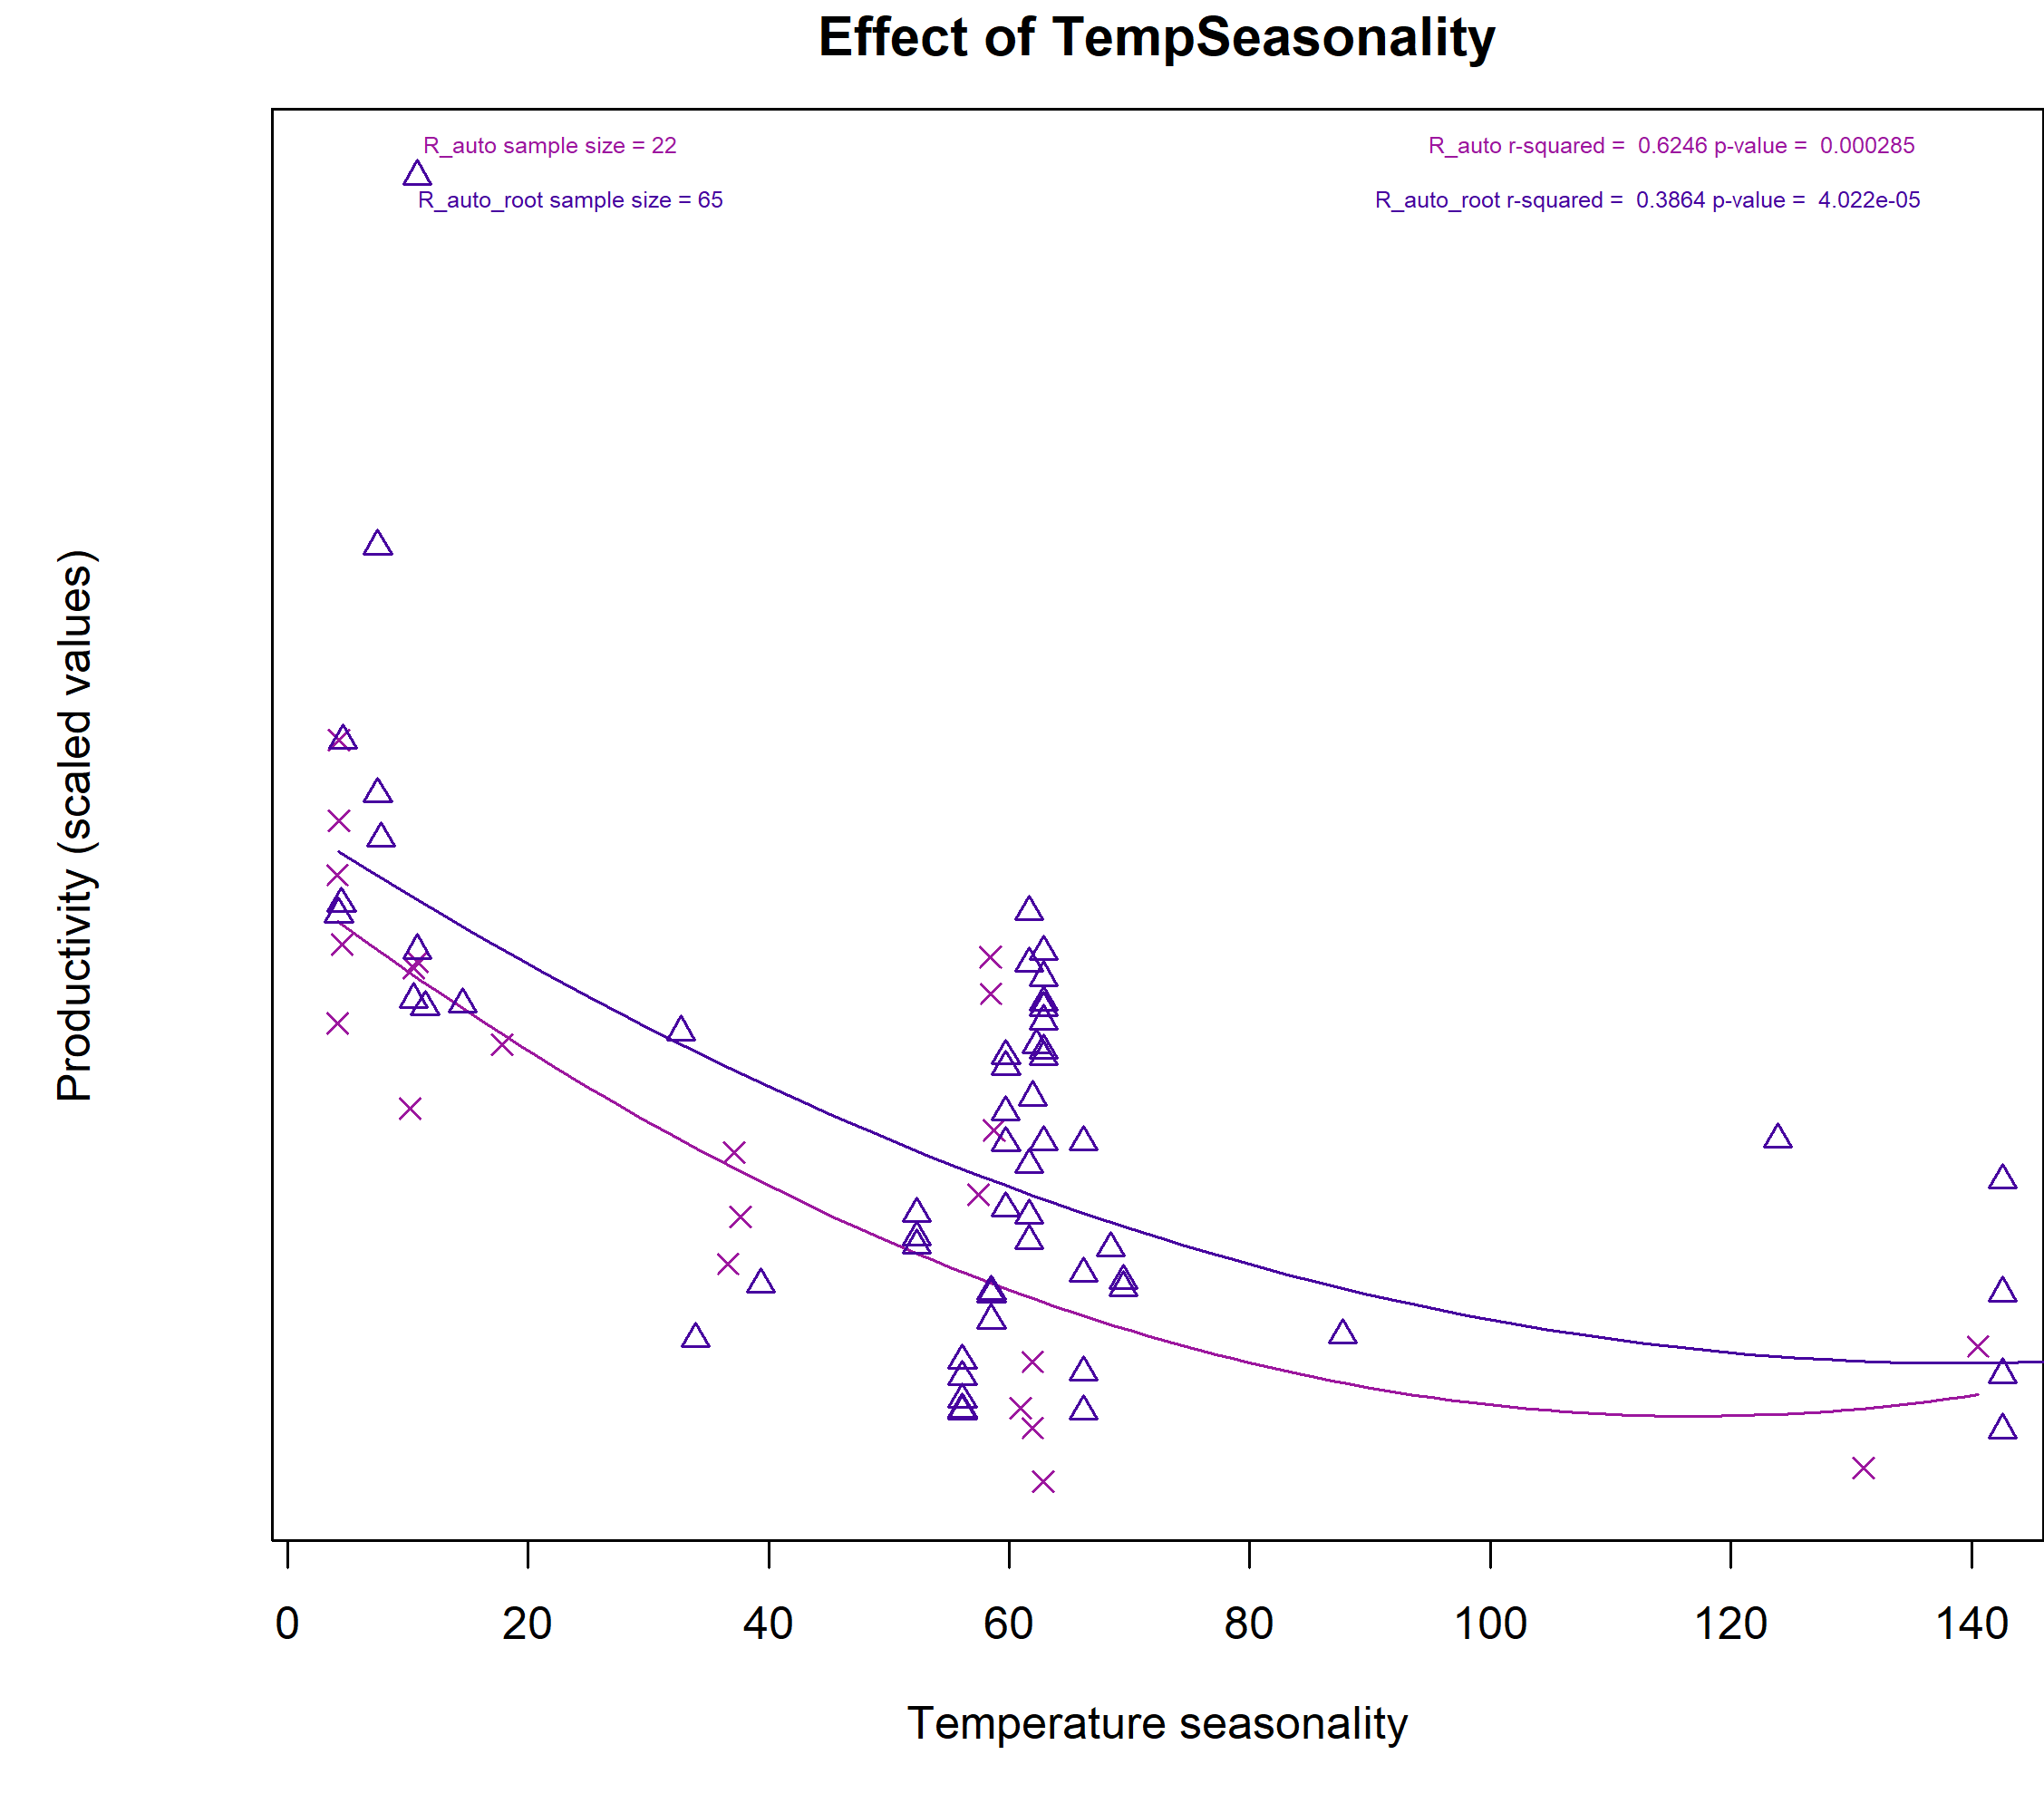 Effect of TempSeasonality
R_auto sample size = 22
R_auto r-squared = 0.6246 p-value = 0.000285
R_auto_root sample size = 65
R_auto_root r-squared = 0.3864 p-value = 4.022e-05
Productivity (scaled values)
0 20 40 60 80 100 120 140
Temperature seasonality